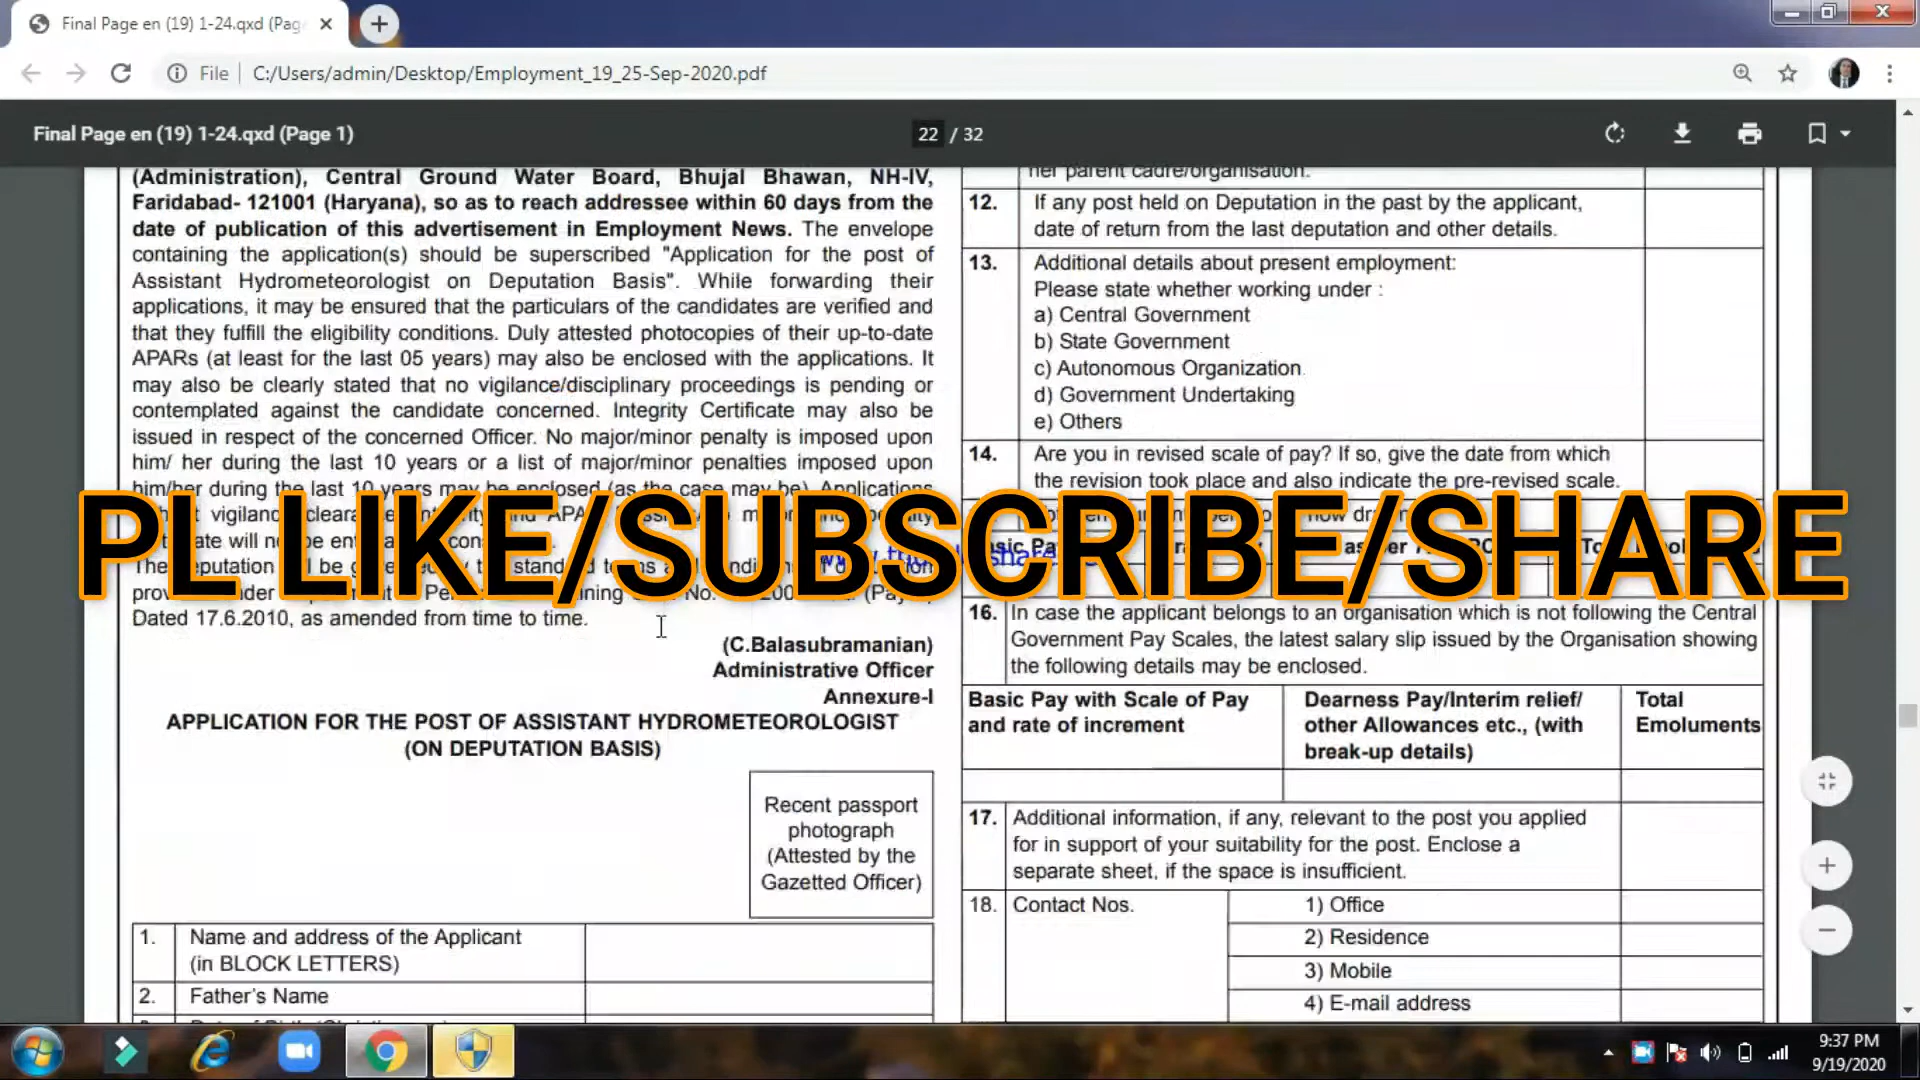 Final Page en (19) 1-24.qxd (Pag
File
C:/Users/admin/Desktop/Employment_19_25-Sep-2020.pdf
Final Page en (19) 1-24.qxd (Page 1)
22 / 32
(Administration), Central Ground Water Board, Bhujal Bhawan, NH-IV,
Faridabad- 121001 (Haryana), so as to reach addressee within 60 days from the
date of publication of this advertisement in Employment News. The envelope
containing the application(s) should be superscribed "Application for the post of
Assistant Hydrometeorologist on Deputation Basis". While forwarding their
applications, it may be ensured that the particulars of the candidates are verified and
that they fulfill the eligibility conditions. Duly attested photocopies of their up-to-date
APARs (at least for the last 05 years) may also be enclosed with the applications. It
may also be clearly stated that no vigilance/disciplinary proceedings is pending or
contemplated against the candidate concerned. Integrity Certificate may also be
issued in respect of the concerned Officer. No major/minor penalty is imposed upon
him/ her during the last 10 years or a list of major/minor penalties imposed upon
him/her during the last 10 years may be enclosed (as the case may be). Applications
vigilance
PL LIKE/SUBSCRIBE/SHARE
Dated 17.6.2010, as amended from time to time.
(C.Balasubramanian)
Administrative Officer
Annexure-I
APPLICATION FOR THE POST OF ASSISTANT HYDROMETEOROLOGIST
(ON DEPUTATION BASIS)
Recent passport
photograph
(Attested by the
Gazetted Officer)
1. Name and address of the Applicant
(in BLOCK LETTERS)
2. Father's Name
her parent cadre/organisation.
12. If any post held on Deputation in the past by the applicant,
date of return from the last deputation and other details.
13. Additional details about present employment:
Please state whether working under :
a) Central Government
b) State Government
c) Autonomous Organization
d) Government Undertaking
e) Others
14. Are you in revised scale of pay? If so, give the date from which
the revision took place and also indicate the pre-revised scale.
16. In case the applicant belongs to an organisation which is not following the Central
Government Pay Scales, the latest salary slip issued by the Organisation showing
the following details may be enclosed.
Basic Pay with Scale of Pay
and rate of increment
Dearness Pay/Interim relief/
other Allowances etc., (with
break-up details)
Total
Emoluments
17. Additional information, if any, relevant to the post you applied
for in support of your suitability for the post. Enclose a
separate sheet, if the space is insufficient.
18. Contact Nos.
1) Office
2) Residence
3) Mobile
4) E-mail address
9:37 PM
9/19/2020